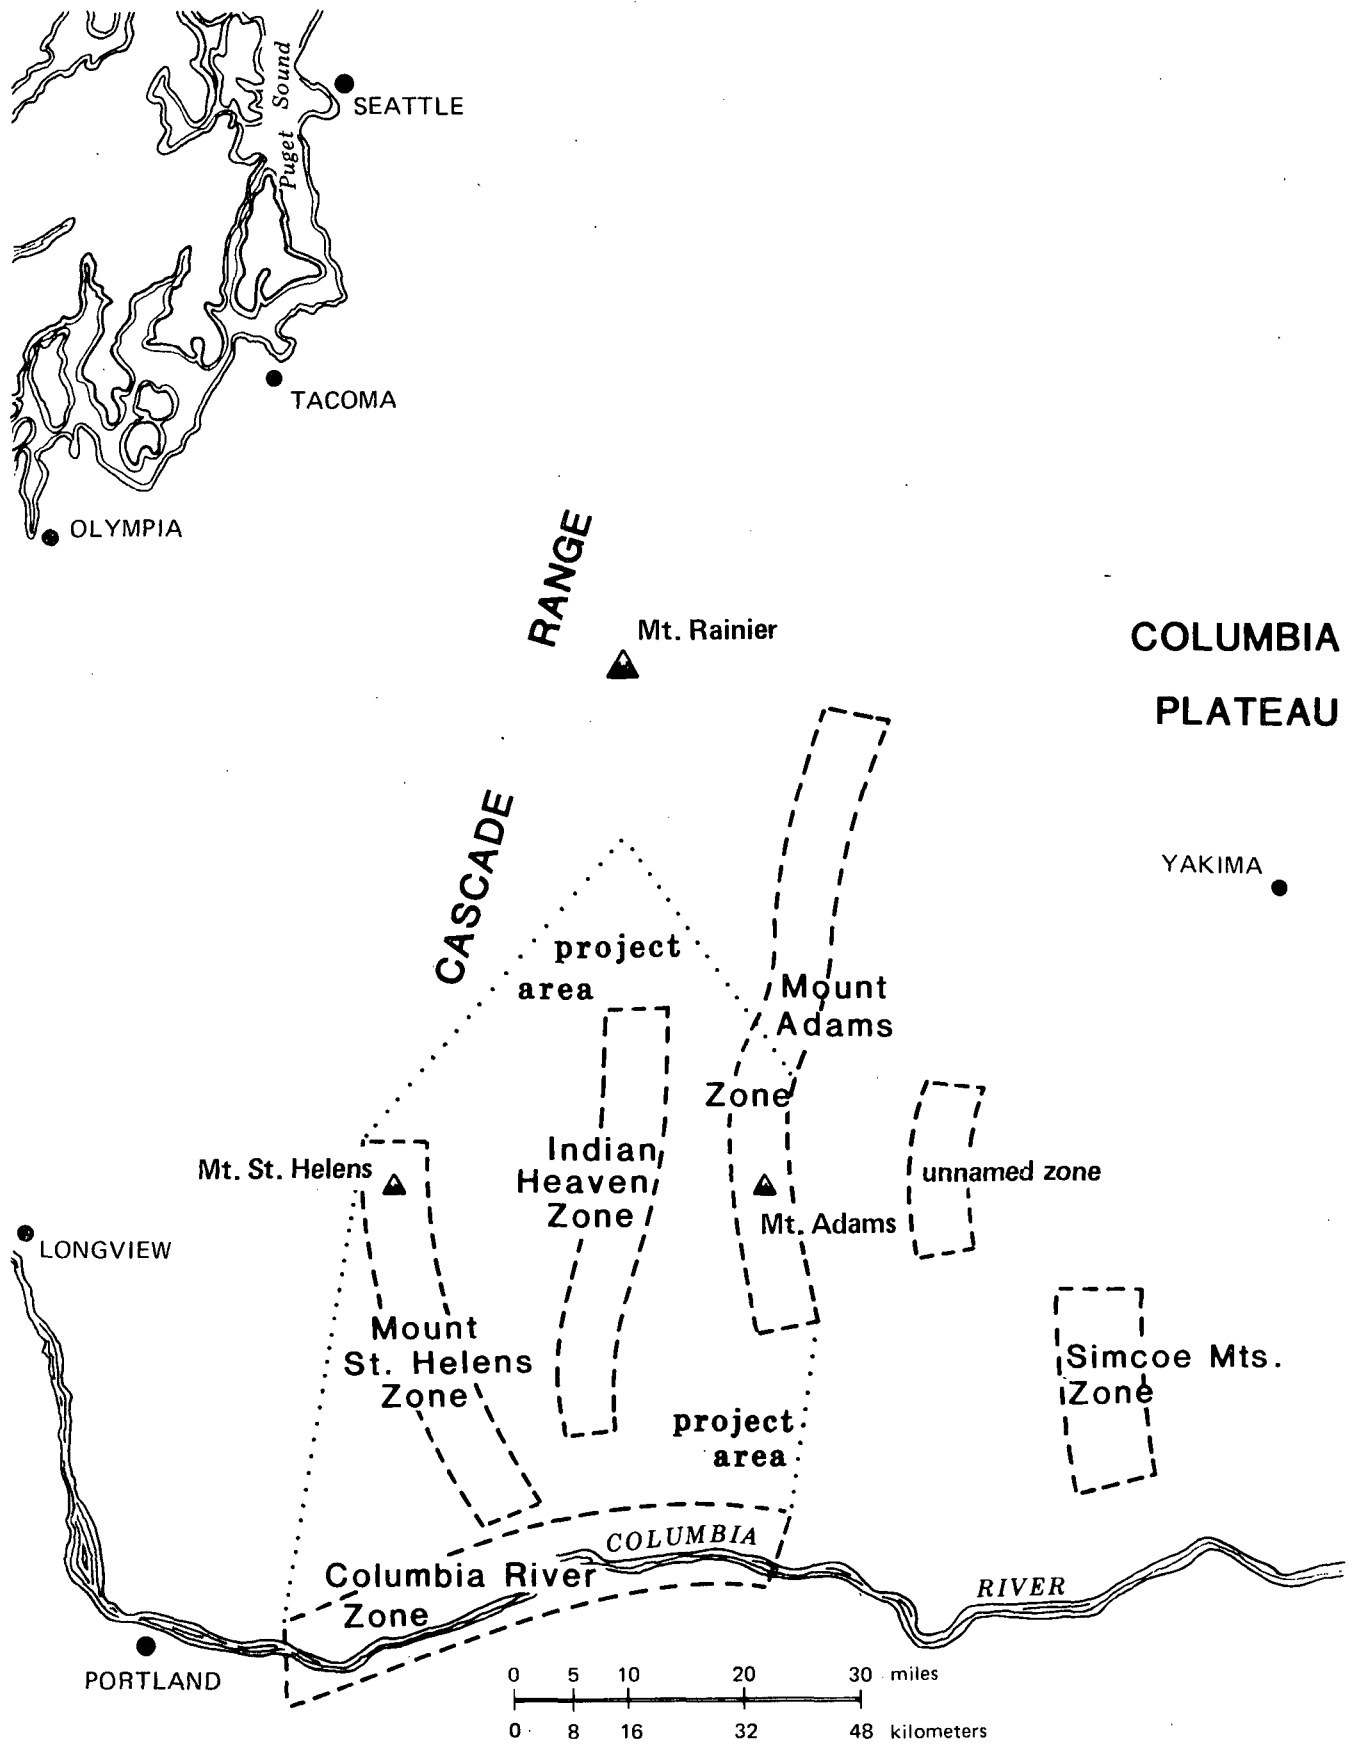 Puget Sound
SEATTLE
TACOMA
OLYMPIA
CASCADE RANGE
Mt. Rainier
COLUMBIA
PLATEAU
YAKIMA
project
area
Mount
Adams
Zone
Indian
Heaven
Zone
Mt. St. Helens
Mt. Adams
unnamed zone
LONGVIEW
Mount
St. Helens
Zone
Simcoe Mts.
Zone
project
area
COLUMBIA
RIVER
Columbia River
Zone
PORTLAND
0 5 10 20 30 miles
0 8 16 32 48 kilometers